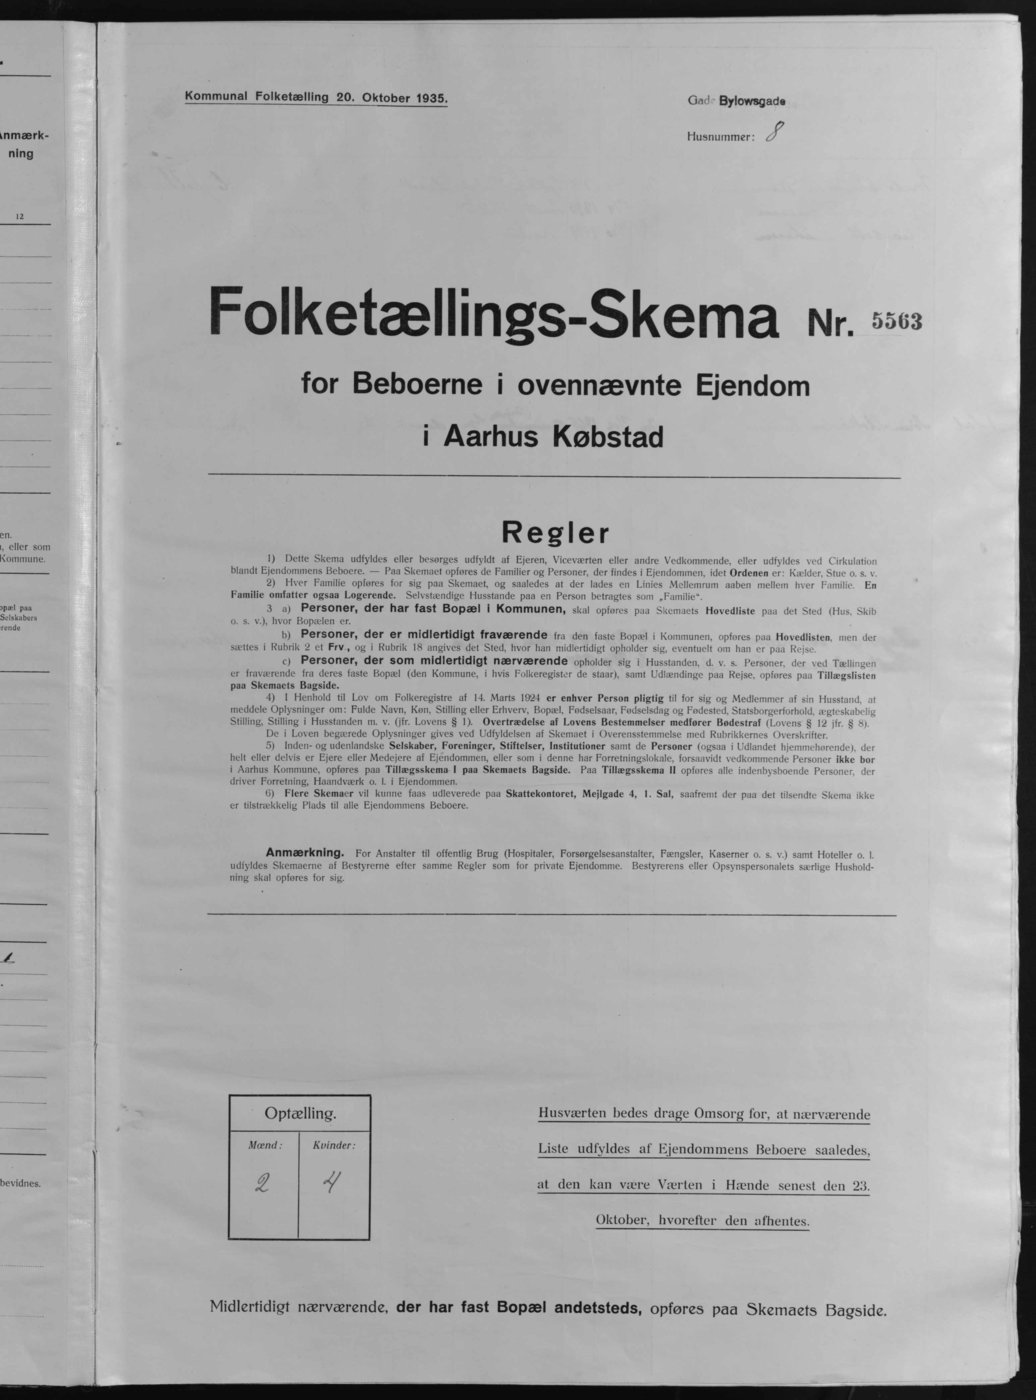 Anmærk-
ning
12
en.
, eller som
Kommune.
opæl paa
Selskabers
rende
bevidnes.
Kommunal Folketælling 20. Oktober 1935.
Gade Bylowsgade
Husnummer: 8
Folketællings-Skema Nr. 5563
for Beboerne i ovennævnte Ejendom
i Aarhus Købstad
Regler
1) Dette Skema udfyldes eller besørges udfyldt af Ejeren, Viceværten eller andre Vedkommende, eller udfyldes ved Cirkulation
blandt Ejendommens Beboere. — Paa Skemaet opføres de Familier og Personer, der findes i Ejendommen, idet Ordenen er: Kælder, Stue o. s. v.
2) Hver Familie opføres for sig paa Skemaet, og saaledes at der lades en Linies Mellemrum aaben mellem hver Familie. En
Familie omfatter ogsaa Logerende. Selvstændige Husstande paa en Person betragtes som „Familie“.
3 a) Personer, der har fast Bopæl i Kommunen, skal opføres paa Skemaets Hovedliste paa det Sted (Hus, Skib
o. s. v.), hvor Bopælen er.
b) Personer, der er midlertidigt fraværende fra den faste Bopæl i Kommunen, opføres paa Hovedlisten, men der
sættes i Rubrik 2 et Frv., og i Rubrik 18 angives det Sted, hvor han midlertidigt opholder sig, eventuelt om han er paa Rejse.
c) Personer, der som midlertidigt nærværende opholder sig i Husstanden, d. v. s. Personer, der ved Tællingen
er fraværende fra deres faste Bopæl (den Kommune, i hvis Folkeregister de staar), samt Udlændinge paa Rejse, opføres paa Tillægslisten
paa Skemaets Bagside.
4) I Henhold til Lov om Folkeregistre af 14. Marts 1924 er enhver Person pligtig til for sig og Medlemmer af sin Husstand, at
meddele Oplysninger om: Fulde Navn, Køn, Stilling eller Erhverv, Bopæl, Fødselsaar, Fødselsdag og Fødested, Statsborgerforhold, ægteskabelig
Stilling, Stilling i Husstanden m. v. (jfr. Lovens § 1). Overtrædelse af Lovens Bestemmelser medfører Bødestraf (Lovens § 12 jfr. § 8).
De i Loven begærede Oplysninger gives ved Udfyldelsen af Skemaet i Overensstemmelse med Rubrikkernes Overskrifter.
5) Inden- og udenlandske Selskaber, Foreninger, Stiftelser, Institutioner samt de Personer (ogsaa i Udlandet hjemmehørende), der
helt eller delvis er Ejere eller Medejere af Ejendommen, eller som i denne har Forretningslokale, forsaavidt vedkommende Personer ikke bor
i Aarhus Kommune, opføres paa Tillægsskema I paa Skemaets Bagside. Paa Tillægsskema II opføres alle indenbysboende Personer, der
driver Forretning, Haandværk o. l. i Ejendommen.
6) Flere Skemaer vil kunne faas udleverede paa Skattekontoret, Mejlgade 4, 1. Sal, saafremt der paa det tilsendte Skema ikke
er tilstrækkelig Plads til alle Ejendommens Beboere.
Anmærkning. For Anstalter til offentlig Brug (Hospitaler, Forsørgelsesanstalter, Fængsler, Kaserner o. s. v.) samt Hoteller o. l.
udfyldes Skemaerne af Bestyrerne efter samme Regler som for private Ejendomme. Bestyrerens eller Opsynspersonalets særlige Hushold-
ning skal opføres for sig.
Optælling.
Mænd: Kvinder:
2 4
Husværten bedes drage Omsorg for, at nærværende
Liste udfyldes af Ejendommens Beboere saaledes,
at den kan være Værten i Hænde senest den 23.
Oktober, hvorefter den afhentes.
Midlertidigt nærværende, der har fast Bopæl andetsteds, opføres paa Skemaets Bagside.